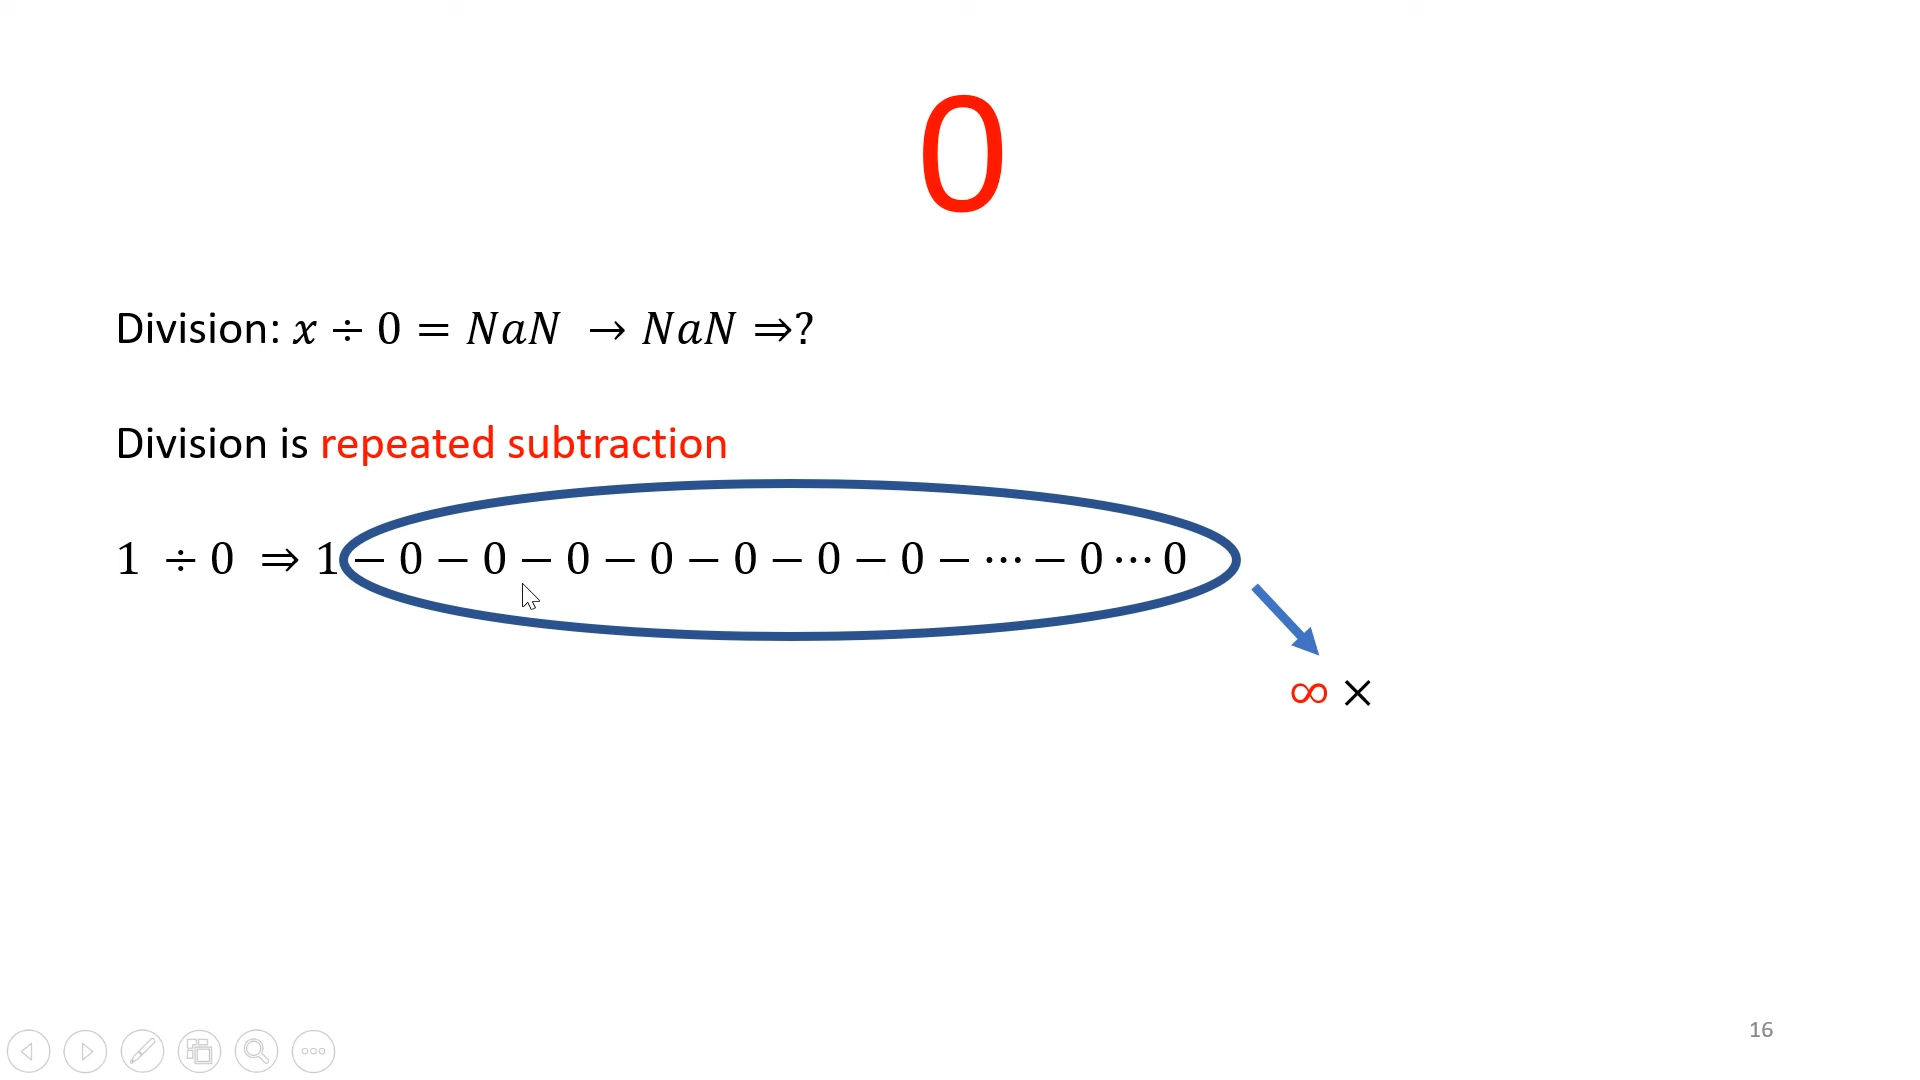 0
Division: x ÷ 0 = NaN → NaN ⇒?
Division is repeated subtraction
1 ÷ 0 ⇒ 1 − 0 − 0 − 0 − 0 − 0 − 0 − 0 − ⋯ − 0 ⋯ 0
∞ ×
16